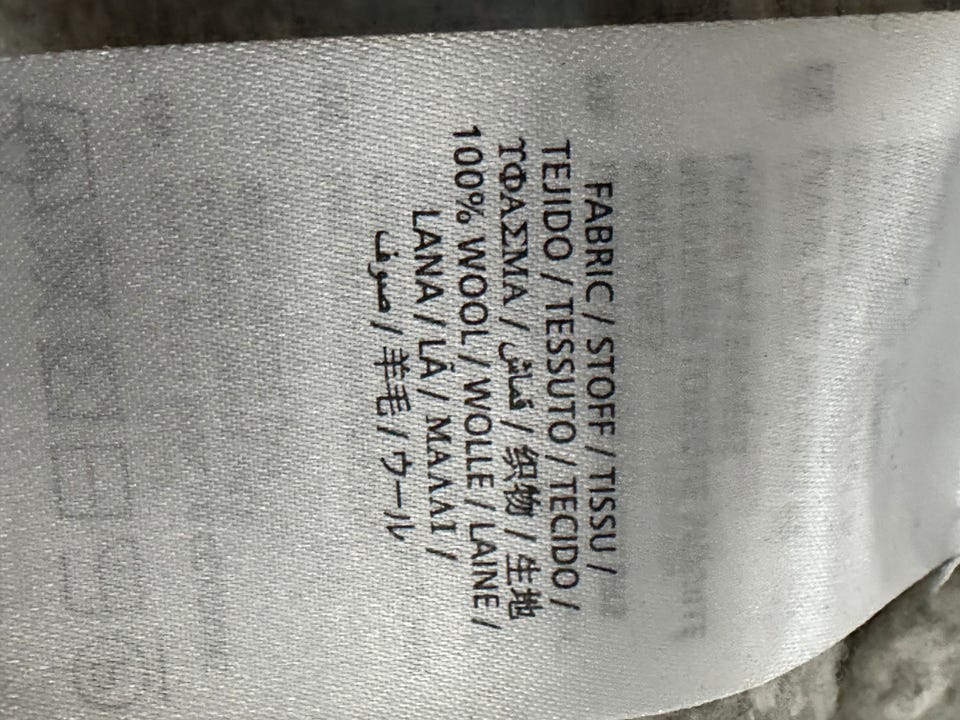 FABRIC / STOFF / TISSU /
TEJIDO / TESSUTO / TECIDO /
ΥΦΑΣΜΑ / قماش / 织物 / 生地
100% WOOL / WOLLE / LAINE /
LANA / LÃ / ΜΑΛΛΙ /
صوف / 羊毛 / ウール